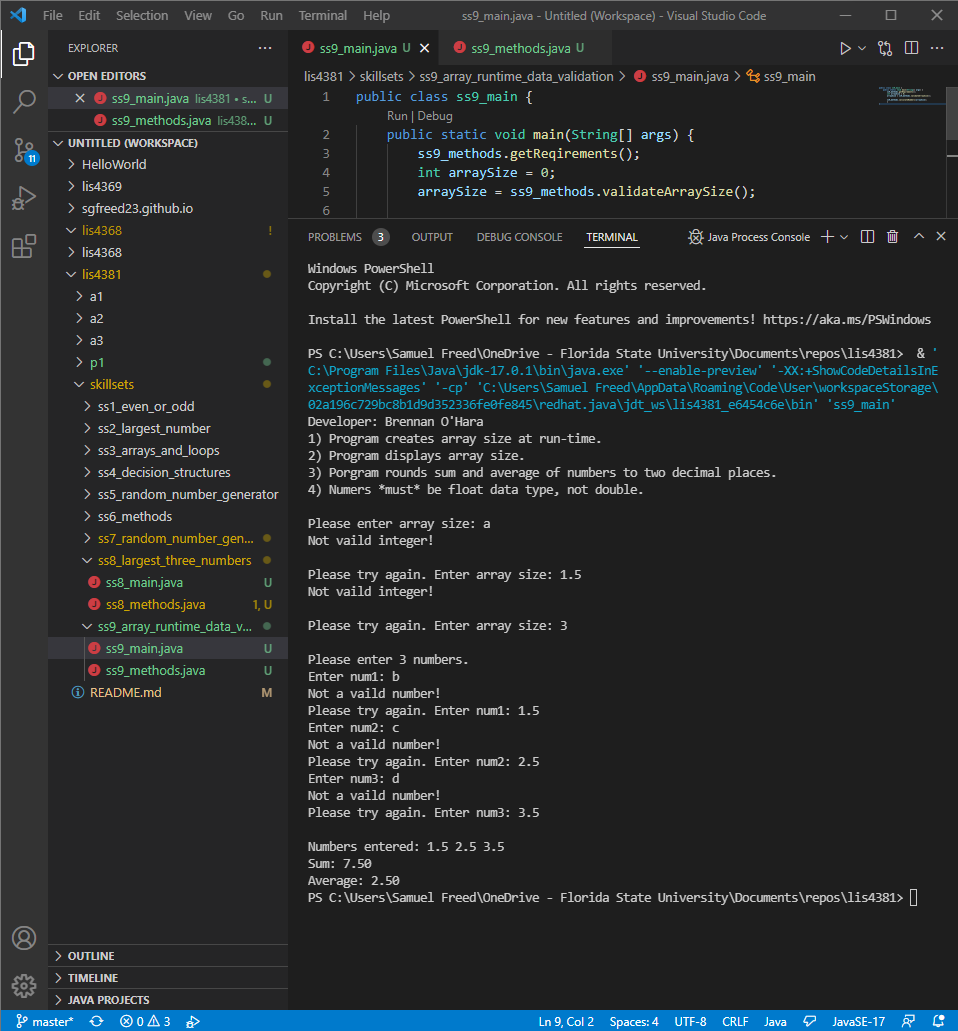 File Edit Selection View Go Run Terminal Help ss9_main.java - Untitled (Workspace) - Visual Studio Code
EXPLORER
OPEN EDITORS
ss9_main.java lis4381 • s... U
ss9_methods.java lis438... U
UNTITLED (WORKSPACE)
HelloWorld
lis4369
sgfreed23.github.io
lis4368 !
lis4368
lis4381
a1
a2
a3
p1
skillsets
ss1_even_or_odd
ss2_largest_number
ss3_arrays_and_loops
ss4_decision_structures
ss5_random_number_generator
ss6_methods
ss7_random_number_gen...
ss8_largest_three_numbers
ss8_main.java U
ss8_methods.java 1, U
ss9_array_runtime_data_v...
ss9_main.java U
ss9_methods.java U
README.md M
OUTLINE
TIMELINE
JAVA PROJECTS
11
ss9_main.java U ss9_methods.java U
lis4381 > skillsets > ss9_array_runtime_data_validation > ss9_main.java > ss9_main
1 public class ss9_main {
Run | Debug
2 public static void main(String[] args) {
3 ss9_methods.getReqirements();
4 int arraySize = 0;
5 arraySize = ss9_methods.validateArraySize();
6
PROBLEMS 3 OUTPUT DEBUG CONSOLE TERMINAL Java Process Console
Windows PowerShell
Copyright (C) Microsoft Corporation. All rights reserved.
Install the latest PowerShell for new features and improvements! https://aka.ms/PSWindows
PS C:\Users\Samuel Freed\OneDrive - Florida State University\Documents\repos\lis4381> & '
C:\Program Files\Java\jdk-17.0.1\bin\java.exe' '--enable-preview' '-XX:+ShowCodeDetailsInE
xceptionMessages' '-cp' 'C:\Users\Samuel Freed\AppData\Roaming\Code\User\workspaceStorage\
02a196c729bc8b1d9d352336fe0fe845\redhat.java\jdt_ws\lis4381_e6454c6e\bin' 'ss9_main'
Developer: Brennan O'Hara
1) Program creates array size at run-time.
2) Program displays array size.
3) Porgram rounds sum and average of numbers to two decimal places.
4) Numers *must* be float data type, not double.
Please enter array size: a
Not vaild integer!
Please try again. Enter array size: 1.5
Not vaild integer!
Please try again. Enter array size: 3
Please enter 3 numbers.
Enter num1: b
Not a vaild number!
Please try again. Enter num1: 1.5
Enter num2: c
Not a vaild number!
Please try again. Enter num2: 2.5
Enter num3: d
Not a vaild number!
Please try again. Enter num3: 3.5
Numbers entered: 1.5 2.5 3.5
Sum: 7.50
Average: 2.50
PS C:\Users\Samuel Freed\OneDrive - Florida State University\Documents\repos\lis4381>
master* 0 3 Ln 9, Col 2 Spaces: 4 UTF-8 CRLF Java JavaSE-17